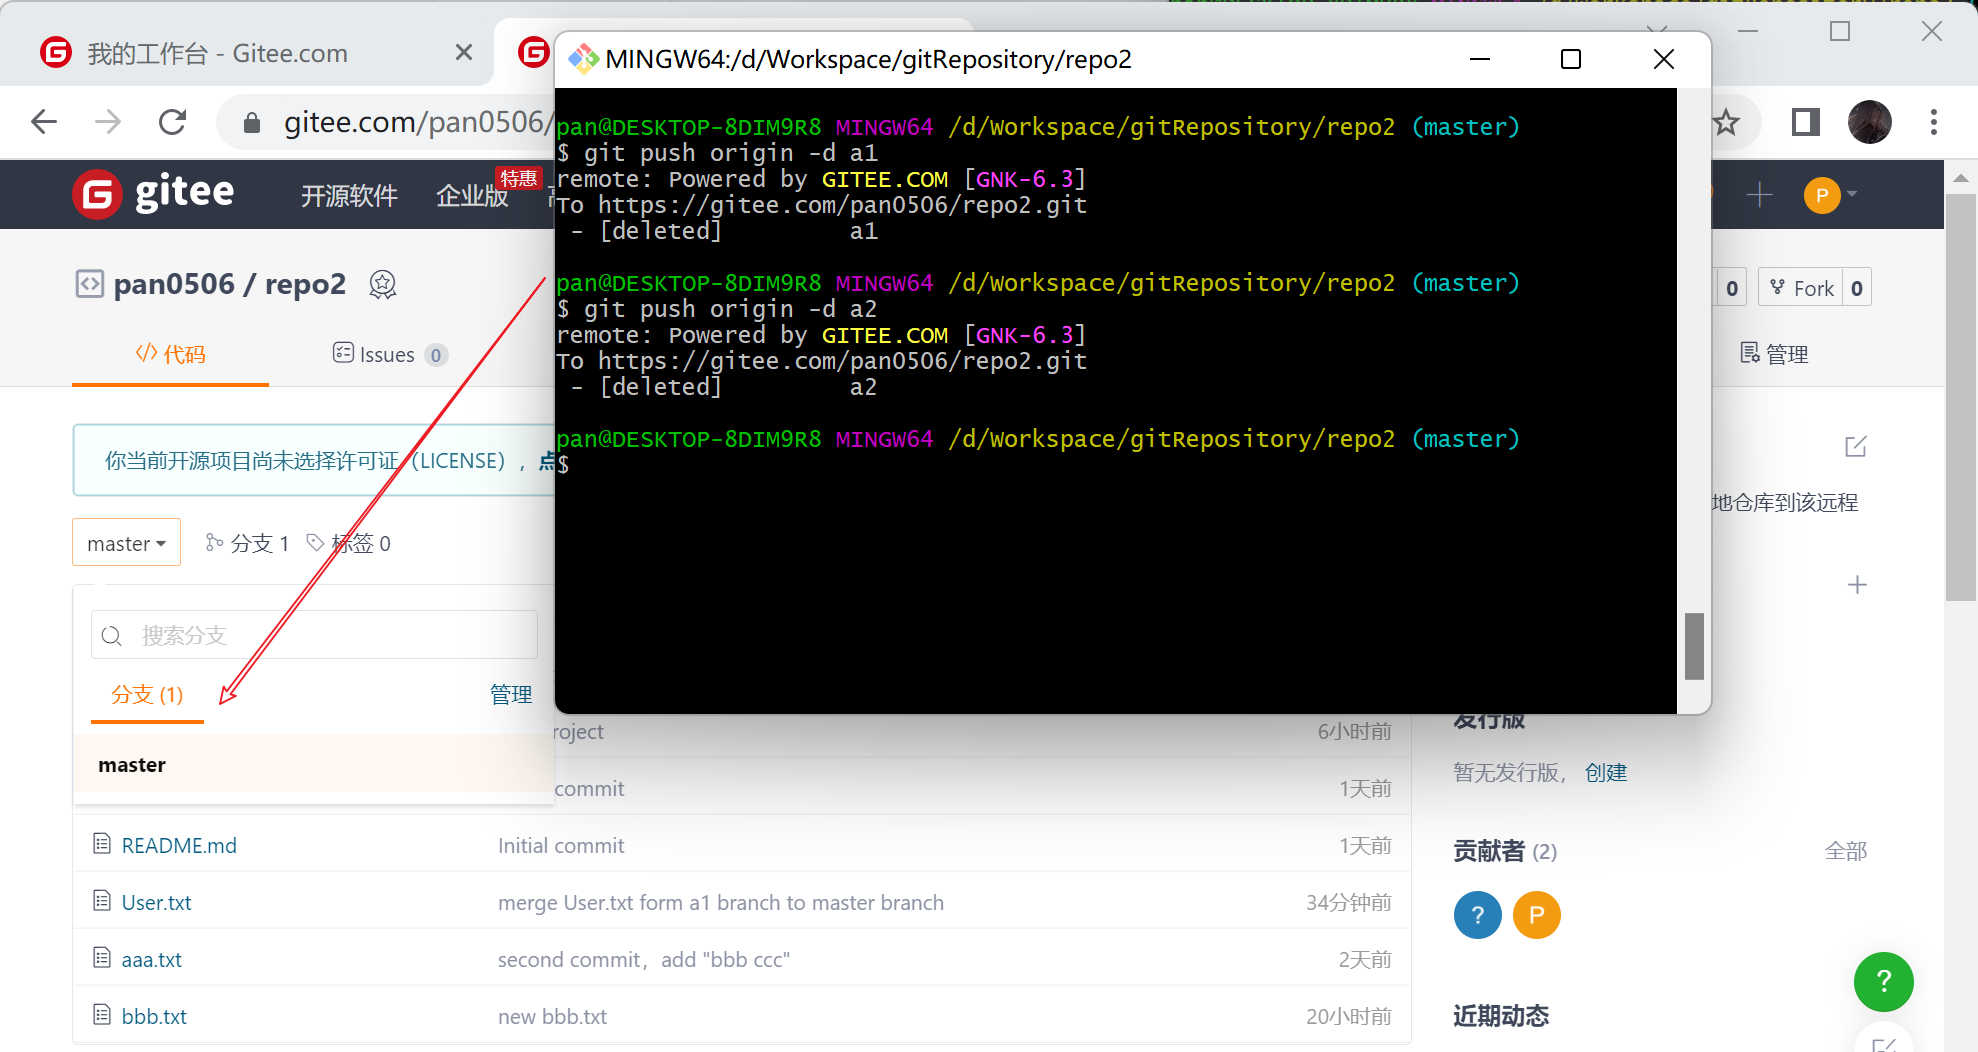 我的工作台 - Gitee.com
MINGW64:/d/Workspace/gitRepository/repo2
gitee.com/pan0506/
pan@DESKTOP-8DIM9R8 MINGW64 /d/Workspace/gitRepository/repo2 (master)
$ git push origin -d a1
remote: Powered by GITEE.COM [GNK-6.3]
To https://gitee.com/pan0506/repo2.git
- [deleted] a1
pan@DESKTOP-8DIM9R8 MINGW64 /d/Workspace/gitRepository/repo2 (master)
$ git push origin -d a2
remote: Powered by GITEE.COM [GNK-6.3]
To https://gitee.com/pan0506/repo2.git
- [deleted] a2
pan@DESKTOP-8DIM9R8 MINGW64 /d/Workspace/gitRepository/repo2 (master)
$
gitee 开源软件 企业版 特惠
P
pan0506 / repo2
0 Fork 0
代码 Issues 0
管理
你当前开源项目尚未选择许可证（LICENSE），点
地仓库到该远程
master 分支 1 标签 0
搜索分支
分支 (1) 管理
master
roject 6小时前
commit 1天前
README.md Initial commit 1天前
User.txt merge User.txt form a1 branch to master branch 34分钟前
aaa.txt second commit，add "bbb ccc" 2天前
bbb.txt new bbb.txt 20小时前
发行版
暂无发行版， 创建
贡献者 (2) 全部
? P
近期动态
?